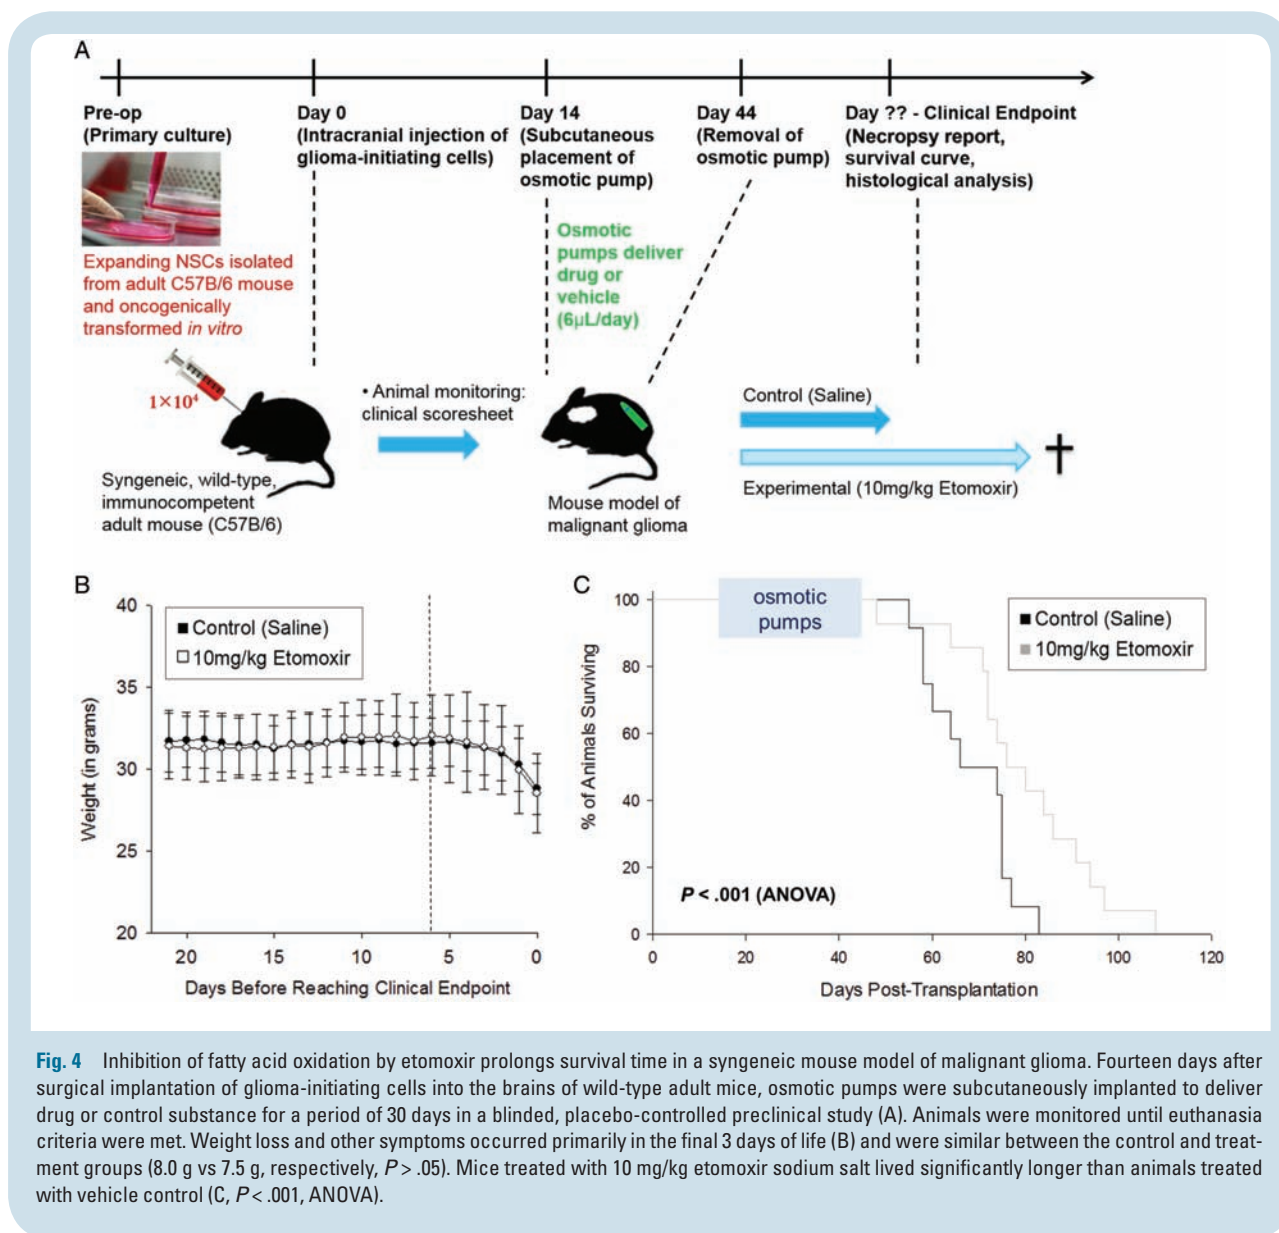 A
Pre-op
(Primary culture)
Day 0
(Intracranial injection of
glioma-initiating cells)
Day 14
(Subcutaneous
placement of
osmotic pump)
Day 44
(Removal of
osmotic pump)
Day ?? - Clinical Endpoint
(Necropsy report,
survival curve,
histological analysis)
Expanding NSCs isolated
from adult C57B/6 mouse
and oncogenically
transformed in vitro
Osmotic
pumps deliver
drug or
vehicle
(6µL/day)
1×10⁴
• Animal monitoring:
clinical scoresheet
Control (Saline)
Experimental (10mg/kg Etomoxir)
Syngeneic, wild-type,
immunocompetent
adult mouse (C57B/6)
Mouse model of
malignant glioma
B
40
35
30
25
20
Weight (in grams)
Control (Saline)
10mg/kg Etomoxir
20 15 10 5 0
Days Before Reaching Clinical Endpoint
C
100
80
60
40
20
0
% of Animals Surviving
osmotic
pumps
Control (Saline)
10mg/kg Etomoxir
P < .001 (ANOVA)
0 20 40 60 80 100 120
Days Post-Transplantation
Fig. 4 Inhibition of fatty acid oxidation by etomoxir prolongs survival time in a syngeneic mouse model of malignant glioma. Fourteen days after
surgical implantation of glioma-initiating cells into the brains of wild-type adult mice, osmotic pumps were subcutaneously implanted to deliver
drug or control substance for a period of 30 days in a blinded, placebo-controlled preclinical study (A). Animals were monitored until euthanasia
criteria were met. Weight loss and other symptoms occurred primarily in the final 3 days of life (B) and were similar between the control and treat-
ment groups (8.0 g vs 7.5 g, respectively, P > .05). Mice treated with 10 mg/kg etomoxir sodium salt lived significantly longer than animals treated
with vehicle control (C, P < .001, ANOVA).